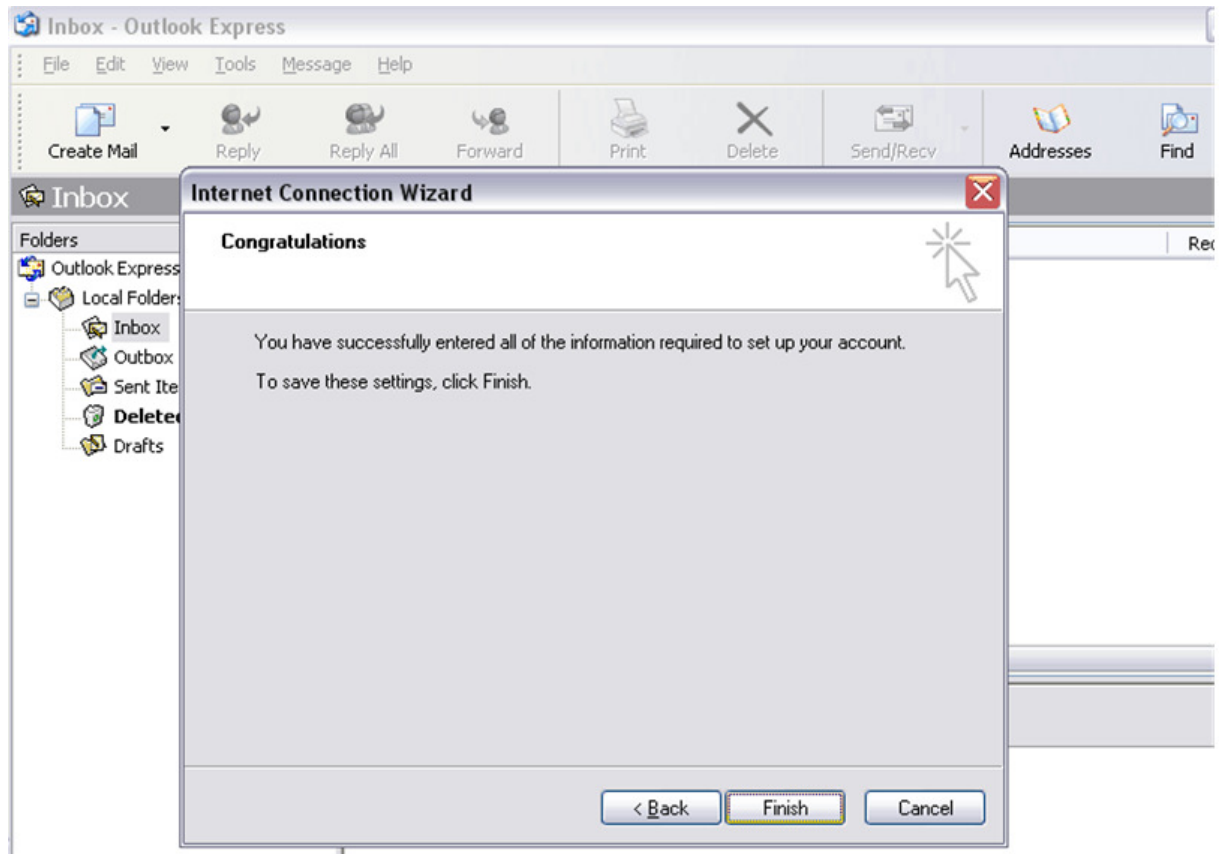 Inbox - Outlook Express
File Edit View Tools Message Help
Create Mail Reply Reply All Forward Print Delete Send/Recv Addresses Find
Inbox
Internet Connection Wizard
Folders
Congratulations
Rec
Outlook Express
Local Folders
Inbox
You have successfully entered all of the information required to set up your account.
Outbox
To save these settings, click Finish.
Sent Ite
Deleted
Drafts
< Back Finish Cancel